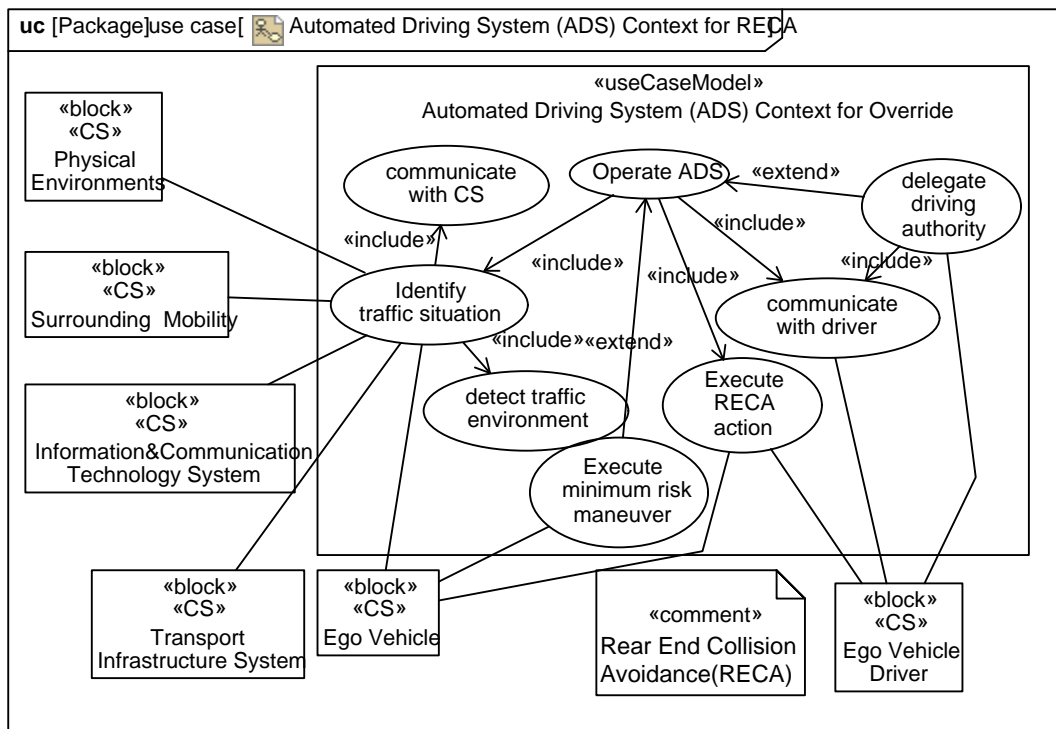 uc [Package]use case[ Automated Driving System (ADS) Context for RECA]
«useCaseModel»
Automated Driving System (ADS) Context for Override
«block»
«CS»
Physical
Environments
communicate
with CS
Operate ADS
«extend»
delegate
driving
authority
«include»
«include»
«include»
«include»
«include»
«block»
«CS»
Surrounding Mobility
Identify
traffic situation
communicate
with driver
«include»
«extend»
«block»
«CS»
Information&Communication
Technology System
detect traffic
environment
Execute
RECA
action
Execute
minimum risk
maneuver
«block»
«CS»
Transport
Infrastructure System
«block»
«CS»
Ego Vehicle
«comment»
Rear End Collision
Avoidance(RECA)
«block»
«CS»
Ego Vehicle
Driver